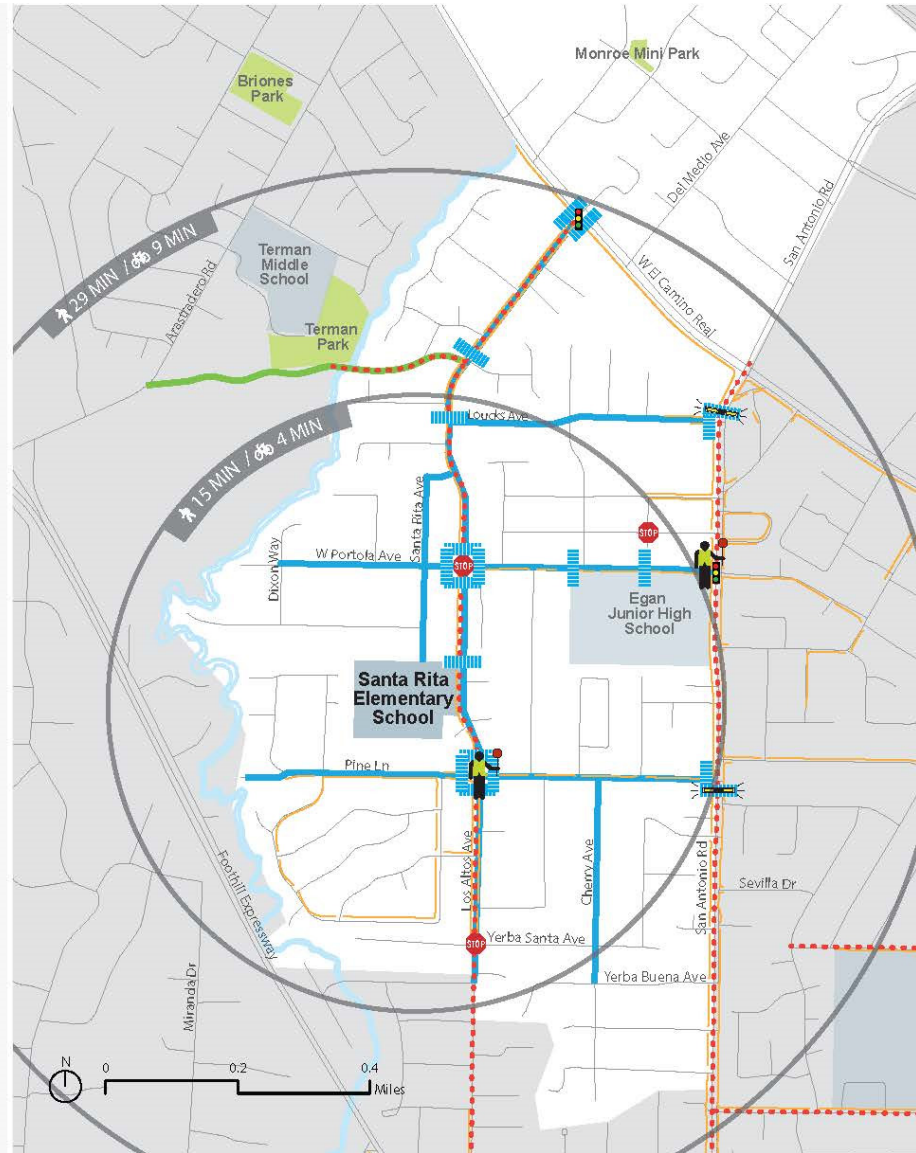 Monroe Mini Park
Briones
Park
Del Medio Ave
San Antonio Rd
29 MIN / 9 MIN
Terman
Middle
School
Arastradero Rd
W El Camino Real
Terman
Park
Loucks Ave
15 MIN / 4 MIN
Santa Rita Ave
STOP
W Portola Ave
Dixon Way
STOP
Egan
Junior High
School
Santa Rita
Elementary
School
Pine Ln
Los Altos Ave
Cherry Ave
San Antonio Rd
Sevilla Dr
Foothill Expressway
STOP
Yerba Santa Ave
Yerba Buena Ave
Miranda Dr
N
0 0.2 0.4
Miles